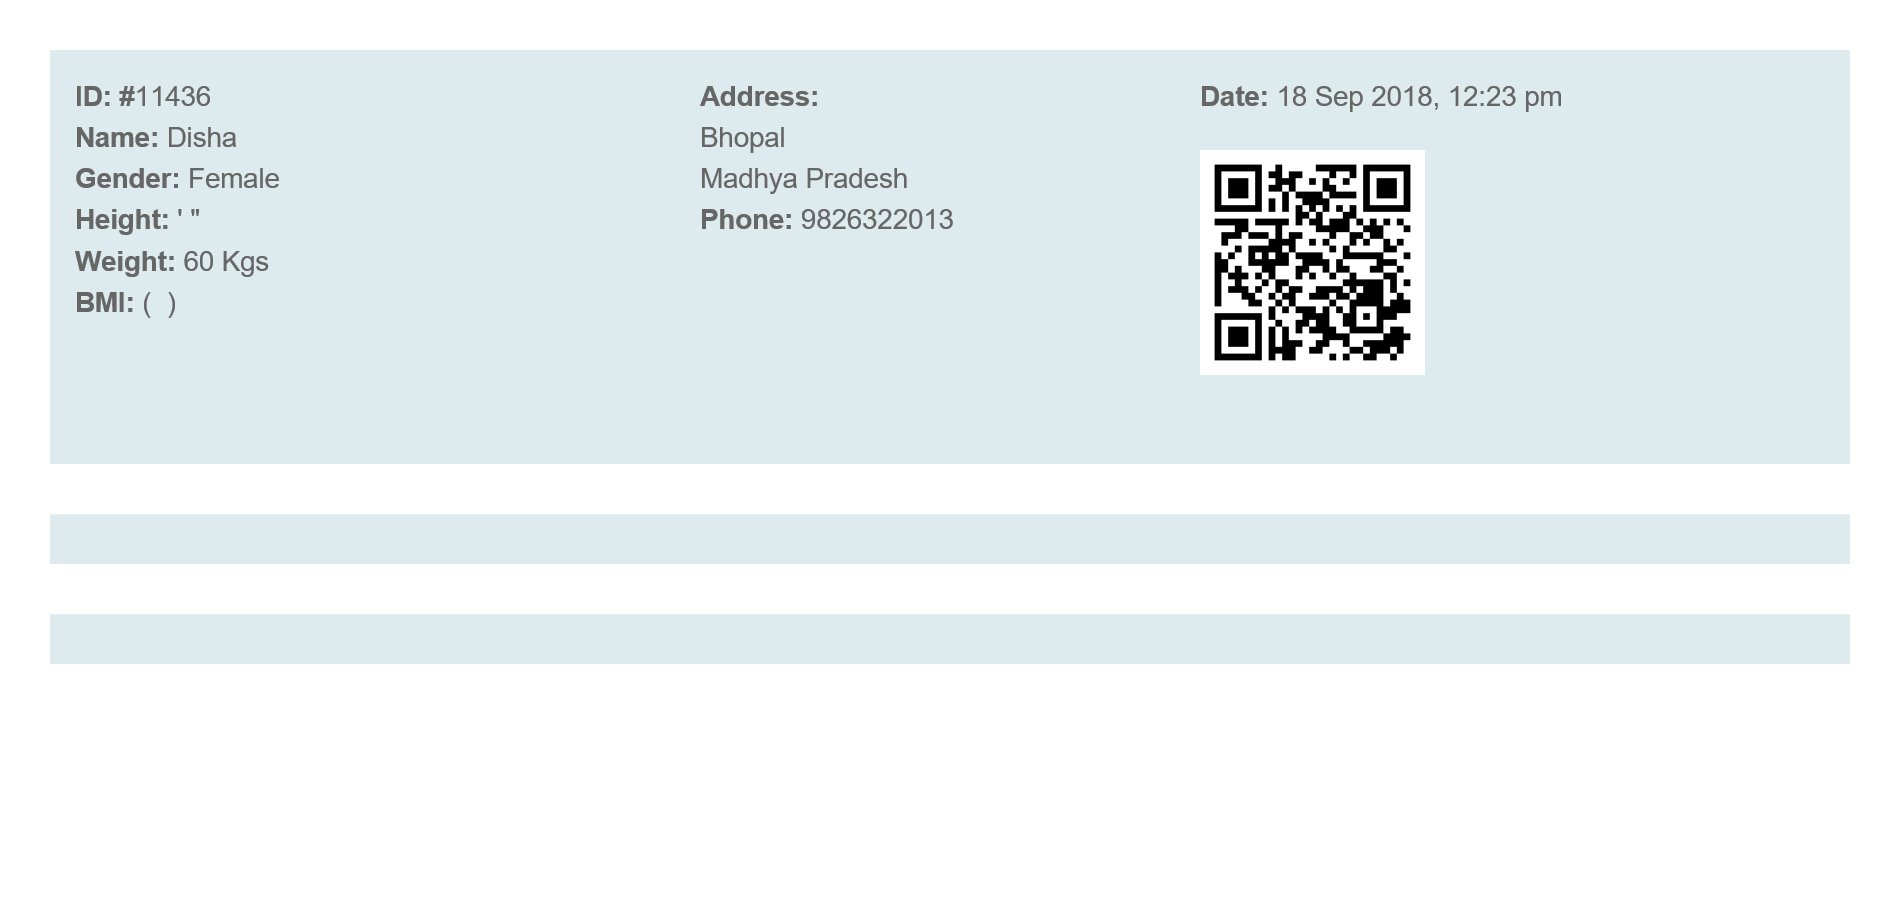 ID: #11436
Name: Disha
Gender: Female
Height: ' "
Weight: 60 Kgs
BMI: (  )
Address:
Bhopal
Madhya Pradesh
Phone: 9826322013
Date: 18 Sep 2018, 12:23 pm